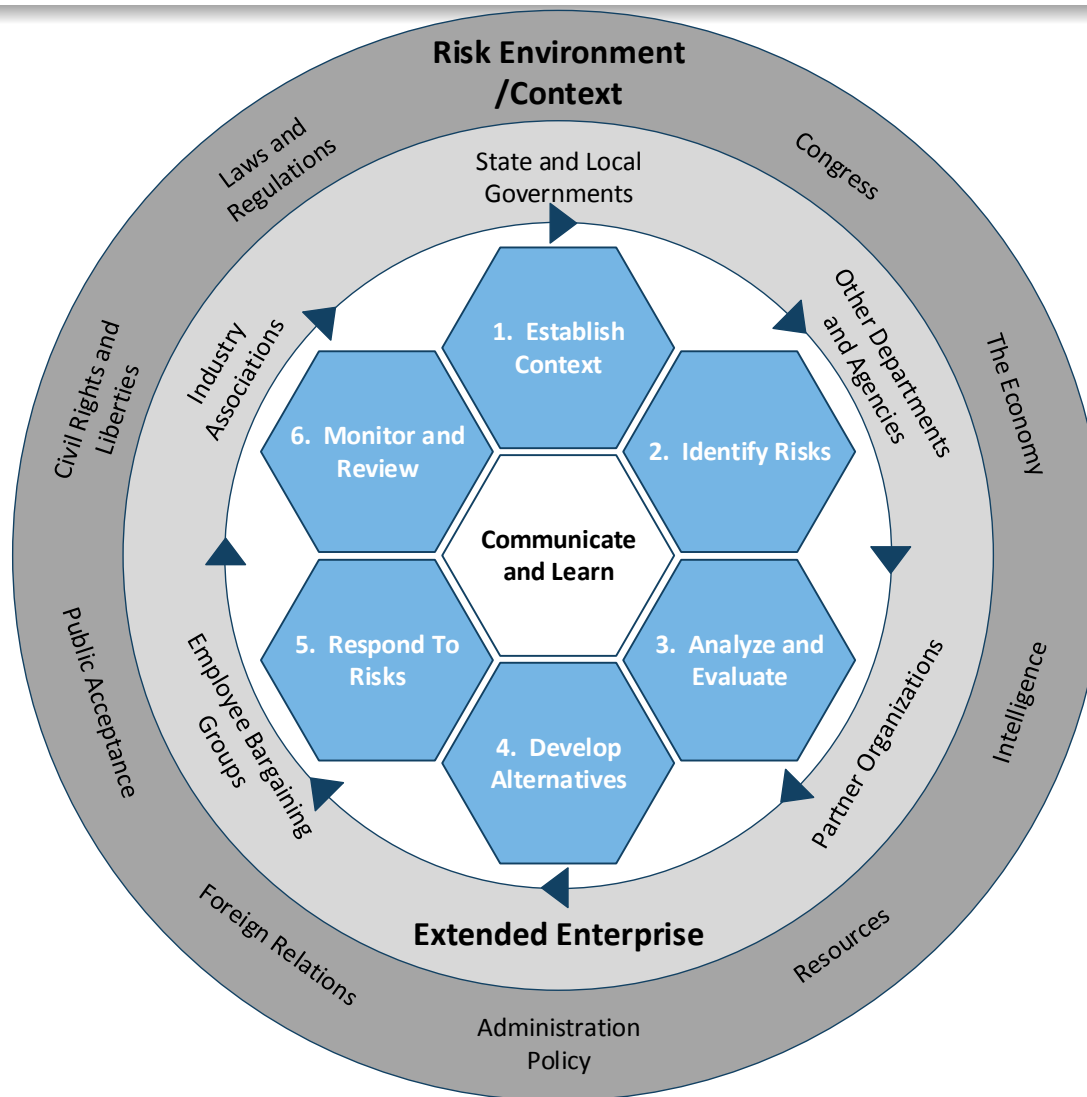 Risk Environment
/Context
Laws and
Regulations
Congress
State and Local
Governments
Other Departments
and Agencies
The Economy
Industry
Associations
Civil Rights and
Liberties
1. Establish
Context
6. Monitor and
Review
2. Identify Risks
Communicate
and Learn
5. Respond To
Risks
3. Analyze and
Evaluate
4. Develop
Alternatives
Public Acceptance
Employee Bargaining
Groups
Partner Organizations
Intelligence
Extended Enterprise
Foreign Relations
Resources
Administration
Policy